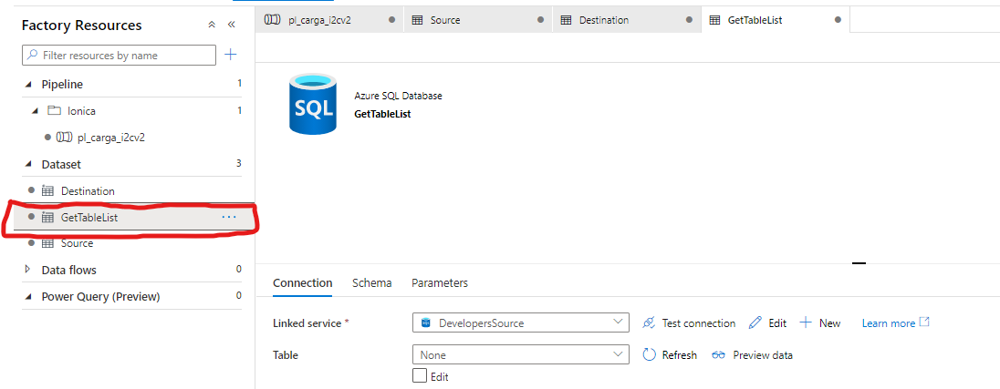 Factory Resources
Filter resources by name
Pipeline 1
Ionica 1
pl_carga_i2cv2
Dataset 3
Destination
GetTableList ...
Source
Data flows 0
Power Query (Preview) 0
pl_carga_i2cv2 Source Destination GetTableList
SQL
Azure SQL Database
GetTableList
Connection Schema Parameters
Linked service * DevelopersSource Test connection Edit New Learn more
Table None Refresh Preview data
Edit